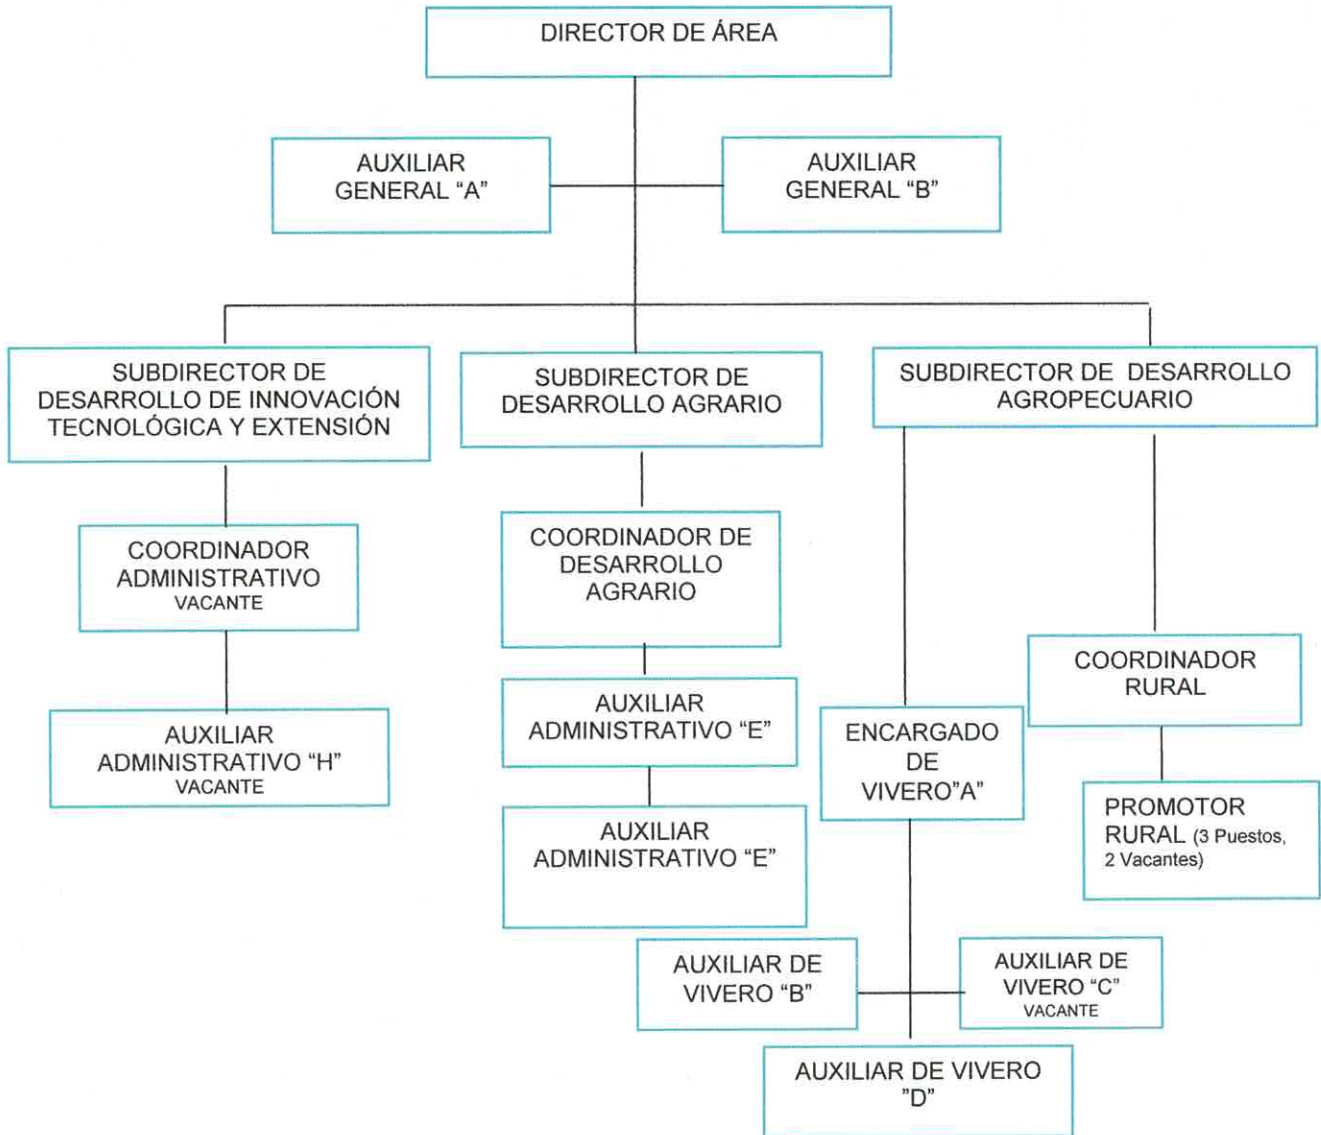 DIRECTOR DE ÁREA
AUXILIAR
GENERAL “A”
AUXILIAR
GENERAL “B”
SUBDIRECTOR DE
DESARROLLO DE INNOVACIÓN
TECNOLÓGICA Y EXTENSIÓN
SUBDIRECTOR DE
DESARROLLO AGRARIO
SUBDIRECTOR DE DESARROLLO
AGROPECUARIO
COORDINADOR
ADMINISTRATIVO
VACANTE
COORDINADOR DE
DESARROLLO
AGRARIO
COORDINADOR
RURAL
AUXILIAR
ADMINISTRATIVO “H”
VACANTE
AUXILIAR
ADMINISTRATIVO “E”
ENCARGADO
DE
VIVERO”A”
PROMOTOR
RURAL (3 Puestos,
2 Vacantes)
AUXILIAR
ADMINISTRATIVO “E”
AUXILIAR DE
VIVERO “B”
AUXILIAR DE
VIVERO “C”
VACANTE
AUXILIAR DE VIVERO
”D”